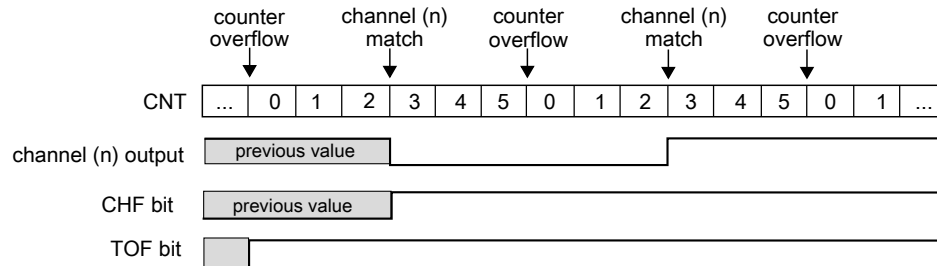 counter overflow
channel (n) match
counter overflow
channel (n) match
counter overflow
CNT ... 0 1 2 3 4 5 0 1 2 3 4 5 0 1 ...
channel (n) output previous value
CHF bit previous value
TOF bit